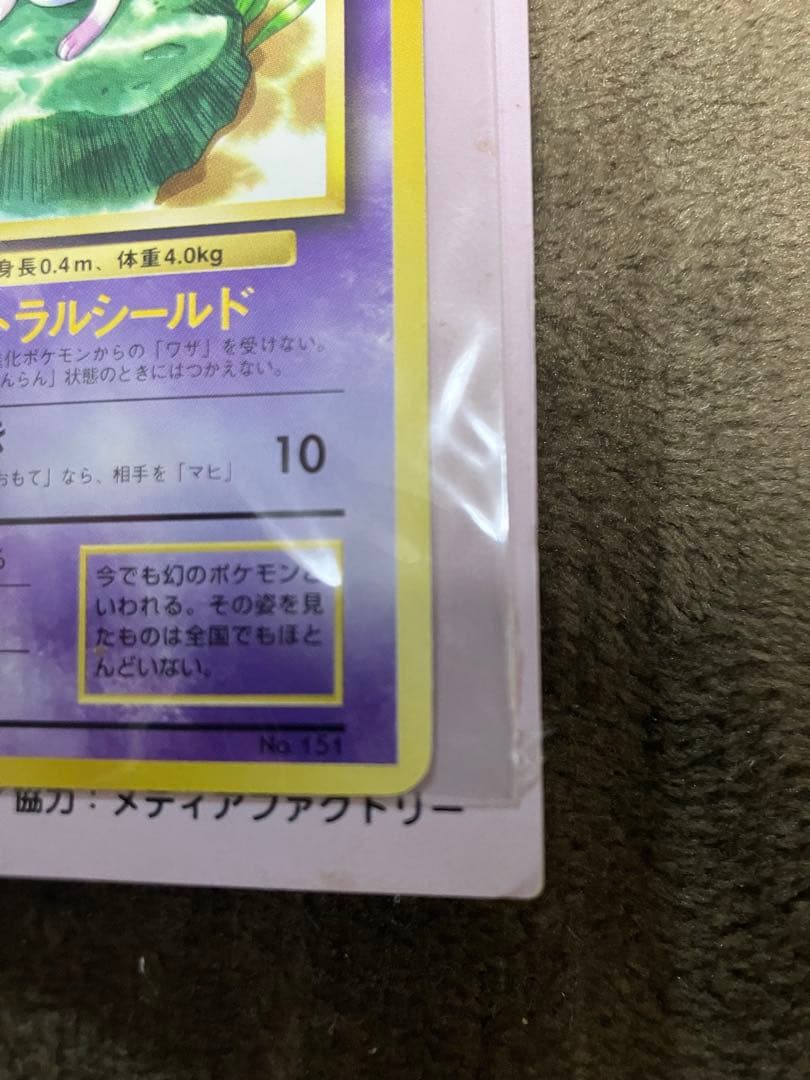 身長0.4m、体重4.0kg
トラルシールド
化ポケモンからの「ワザ」を受けない。
んらん」状態のときにはつかえない。
10
おもて」なら、相手を「マヒ」
今でも幻のポケモンと
いわれる。その姿を見
たものは全国でもほと
んどいない。
No.151
協力：メディアファクトリー